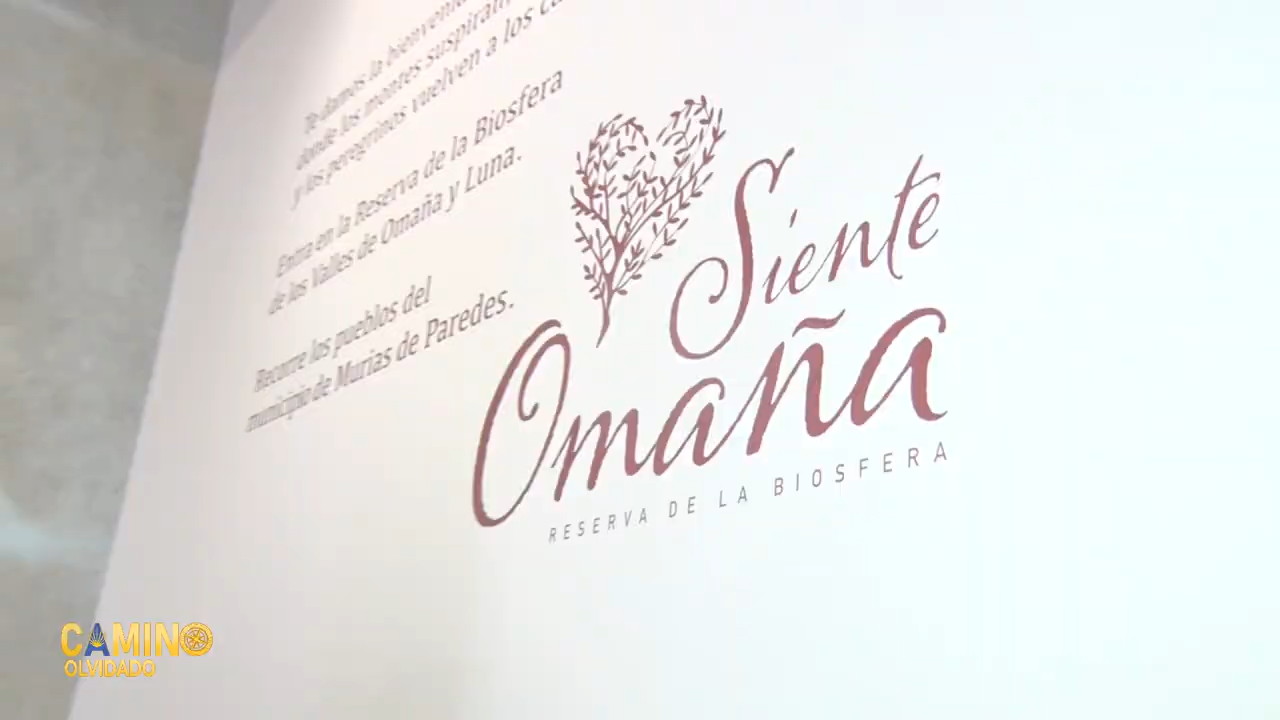 Te damos la bienvenida
donde los montes suspiran
y los peregrinos vuelven a los
Entra en la Reserva de la Biosfera
de los Valles de Omaña y Luna.
Recorre los pueblos del
municipio de Murias de Paredes.
Siente
Omaña
RESERVA DE LA BIOSFERA
CAMINO
OLVIDADO